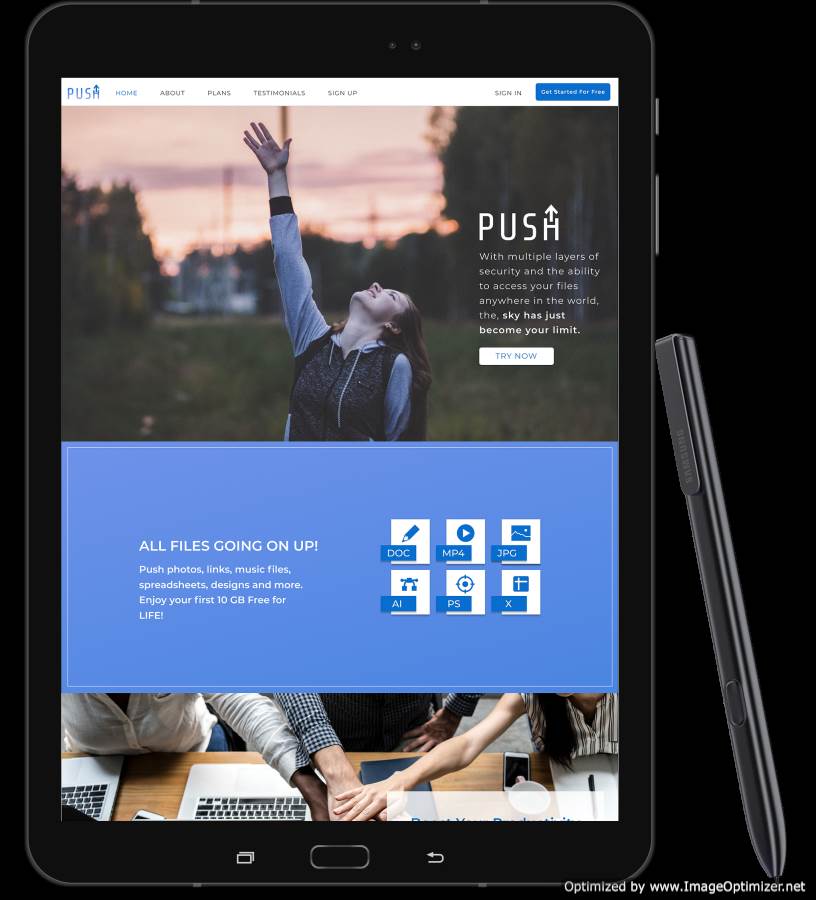 PUSH HOME ABOUT PLANS TESTIMONIALS SIGN UP SIGN IN Get Started For Free
PUSH
With multiple layers of
security and the ability
to access your files
anywhere in the world,
the, sky has just
become your limit.
TRY NOW
SAMSUNG
ALL FILES GOING ON UP!
Push photos, links, music files,
spreadsheets, designs and more.
Enjoy your first 10 GB Free for
LIFE!
DOC MP4 JPG
AI PS X
Boost Your Productivity
Optimized by www.ImageOptimizer.net